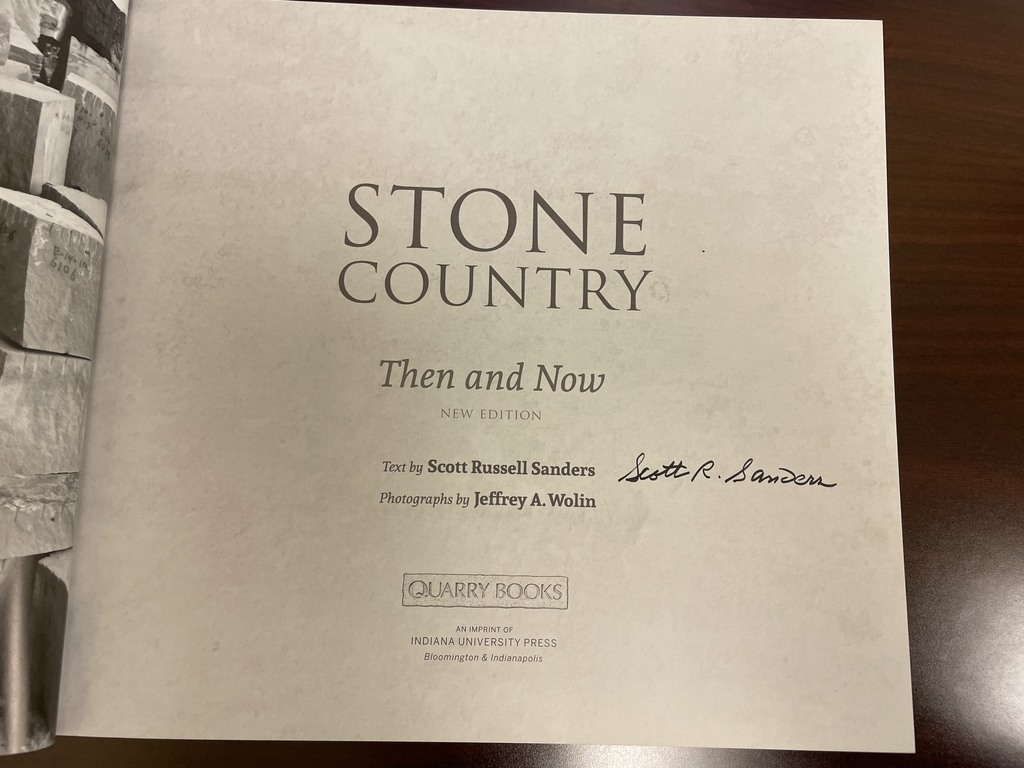 STONE
COUNTRY
Then and Now
NEW EDITION
Text by Scott Russell Sanders
Scott R. Sanders
Photographs by Jeffrey A. Wolin
QUARRY BOOKS
AN IMPRINT OF
INDIANA UNIVERSITY PRESS
Bloomington & Indianapolis